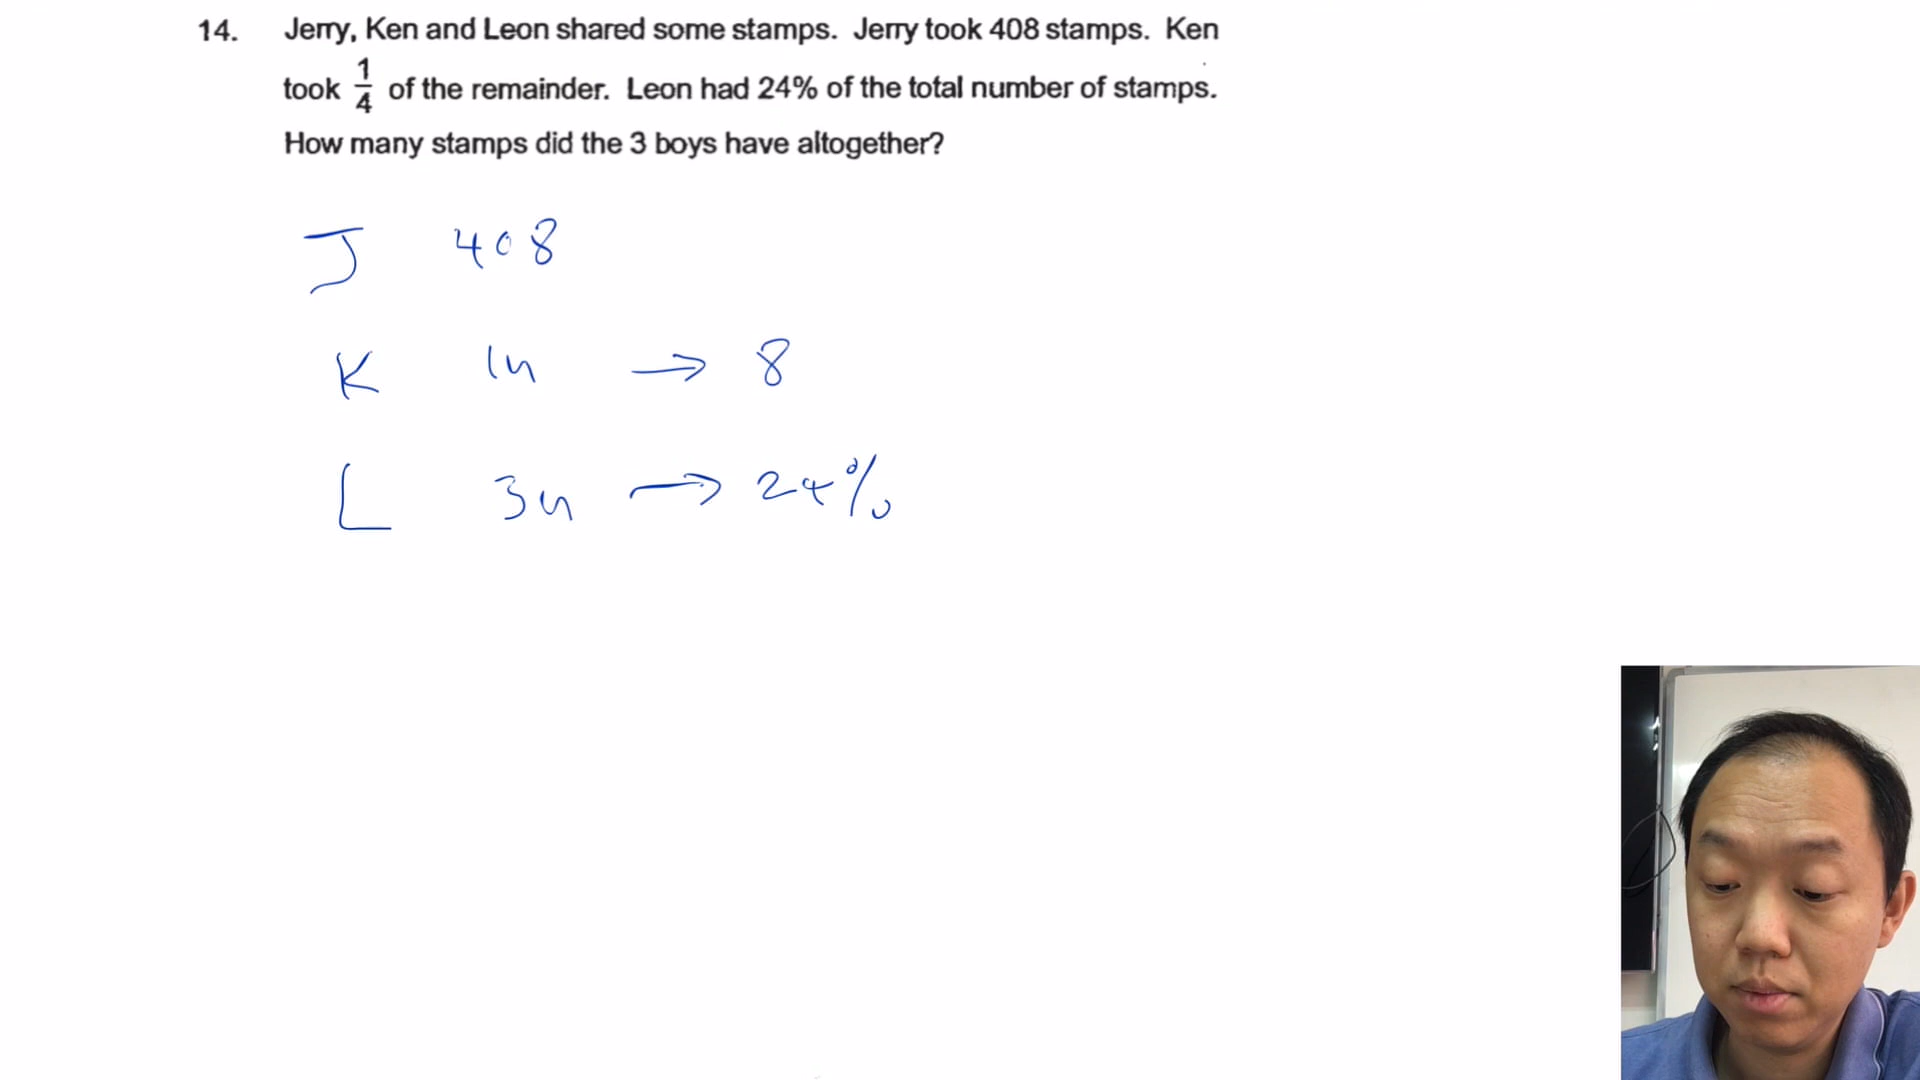 14. Jerry, Ken and Leon shared some stamps. Jerry took 408 stamps. Ken
took 1/4 of the remainder. Leon had 24% of the total number of stamps.
How many stamps did the 3 boys have altogether?
J 408
K 1u → 8
L 3u → 24%